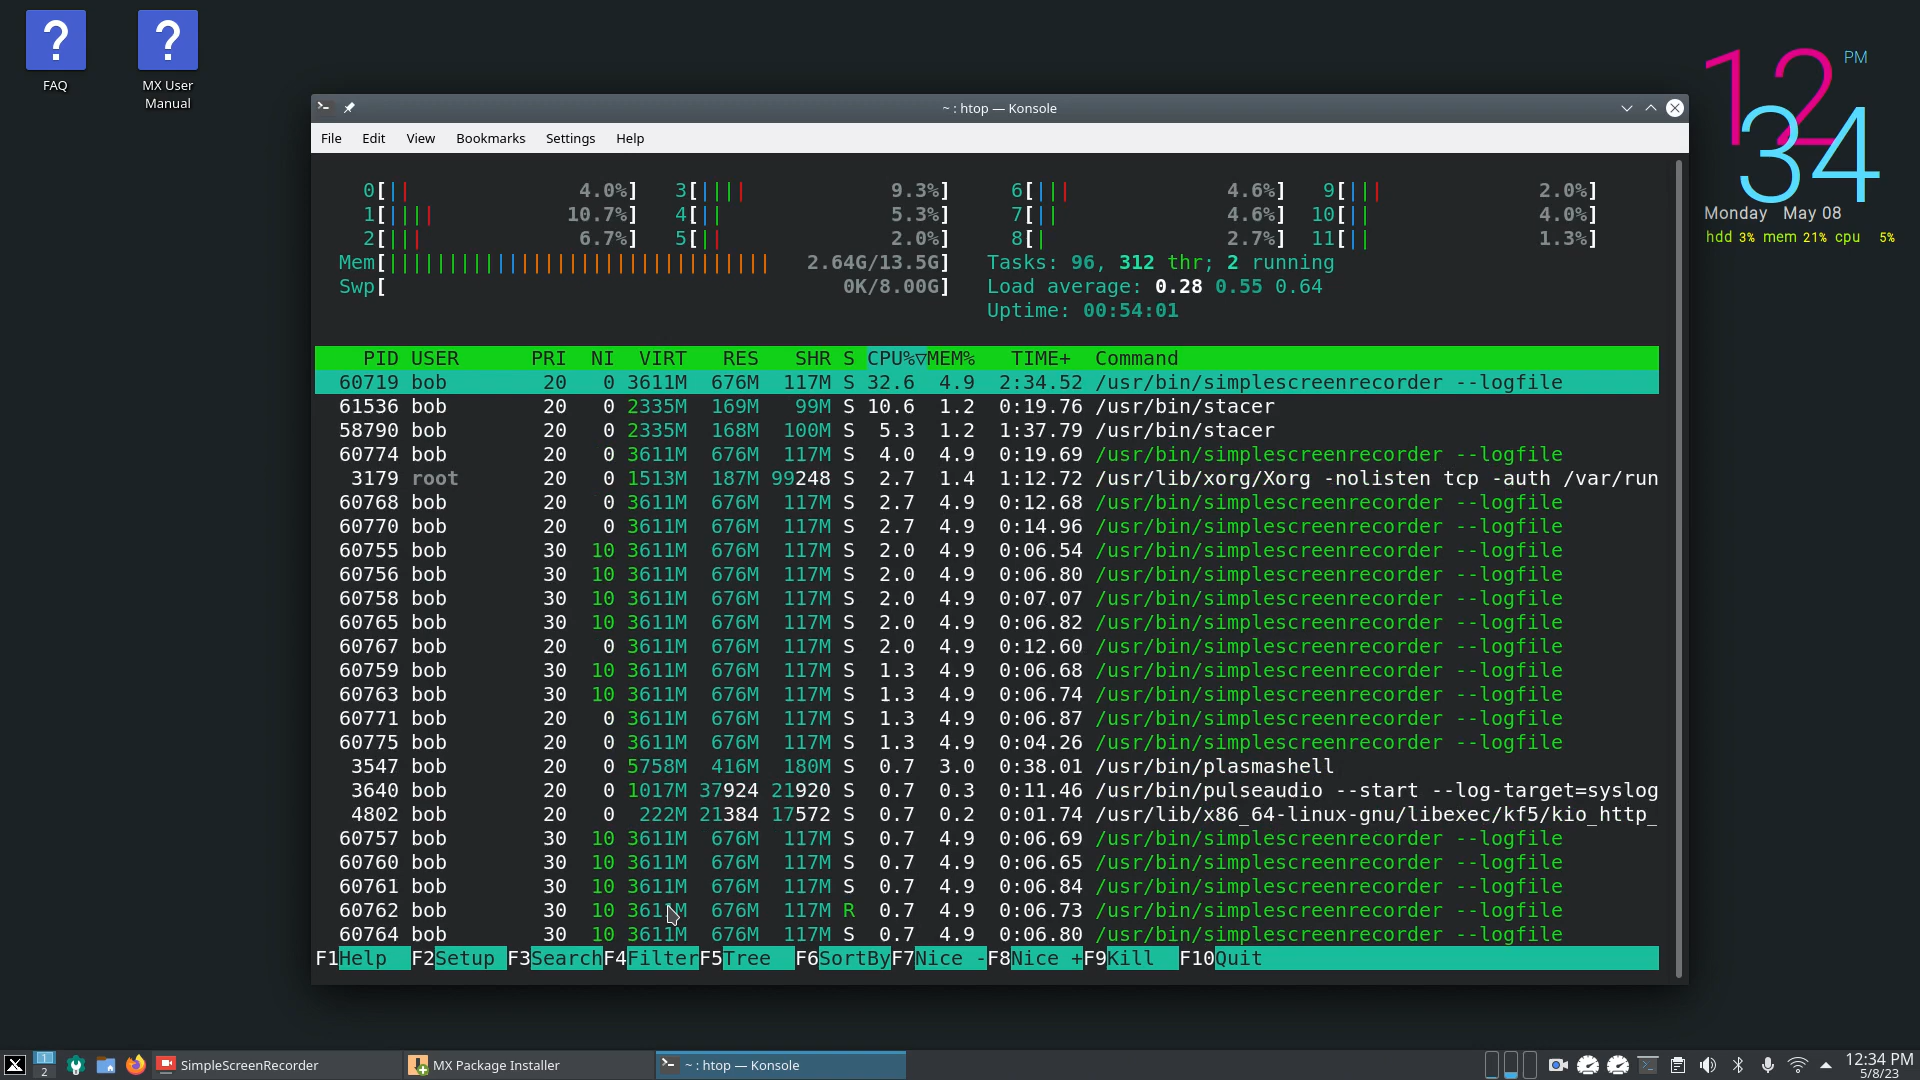 FAQ
MX User
Manual
12 PM
34
Monday May 08
hdd 3% mem 21% cpu 5%
~ : htop — Konsole
File Edit View Bookmarks Settings Help
0[|| 4.0%] 3[|||| 9.3%] 6[||| 4.6%] 9[||| 2.0%]
1[|||| 10.7%] 4[|| 5.3%] 7[|| 4.6%] 10[|| 4.0%]
2[||| 6.7%] 5[|| 2.0%] 8[| 2.7%] 11[|| 1.3%]
Mem[|||||||||||||||||||||||||||||||| 2.64G/13.5G] Tasks: 96, 312 thr; 2 running
Swp[ 0K/8.00G] Load average: 0.28 0.55 0.64
Uptime: 00:54:01
PID USER PRI NI VIRT RES SHR S CPU%▽MEM% TIME+ Command
60719 bob 20 0 3611M 676M 117M S 32.6 4.9 2:34.52 /usr/bin/simplescreenrecorder --logfile
61536 bob 20 0 2335M 169M 99M S 10.6 1.2 0:19.76 /usr/bin/stacer
58790 bob 20 0 2335M 168M 100M S 5.3 1.2 1:37.79 /usr/bin/stacer
60774 bob 20 0 3611M 676M 117M S 4.0 4.9 0:19.69 /usr/bin/simplescreenrecorder --logfile
3179 root 20 0 1513M 187M 99248 S 2.7 1.4 1:12.72 /usr/lib/xorg/Xorg -nolisten tcp -auth /var/run
60768 bob 20 0 3611M 676M 117M S 2.7 4.9 0:12.68 /usr/bin/simplescreenrecorder --logfile
60770 bob 20 0 3611M 676M 117M S 2.7 4.9 0:14.96 /usr/bin/simplescreenrecorder --logfile
60755 bob 30 10 3611M 676M 117M S 2.0 4.9 0:06.54 /usr/bin/simplescreenrecorder --logfile
60756 bob 30 10 3611M 676M 117M S 2.0 4.9 0:06.80 /usr/bin/simplescreenrecorder --logfile
60758 bob 30 10 3611M 676M 117M S 2.0 4.9 0:07.07 /usr/bin/simplescreenrecorder --logfile
60765 bob 30 10 3611M 676M 117M S 2.0 4.9 0:06.82 /usr/bin/simplescreenrecorder --logfile
60767 bob 20 0 3611M 676M 117M S 2.0 4.9 0:12.60 /usr/bin/simplescreenrecorder --logfile
60759 bob 30 10 3611M 676M 117M S 1.3 4.9 0:06.68 /usr/bin/simplescreenrecorder --logfile
60763 bob 30 10 3611M 676M 117M S 1.3 4.9 0:06.74 /usr/bin/simplescreenrecorder --logfile
60771 bob 20 0 3611M 676M 117M S 1.3 4.9 0:06.87 /usr/bin/simplescreenrecorder --logfile
60775 bob 20 0 3611M 676M 117M S 1.3 4.9 0:04.26 /usr/bin/simplescreenrecorder --logfile
3547 bob 20 0 5758M 416M 180M S 0.7 3.0 0:38.01 /usr/bin/plasmashell
3640 bob 20 0 1017M 37924 21920 S 0.7 0.3 0:11.46 /usr/bin/pulseaudio --start --log-target=syslog
4802 bob 20 0 222M 21384 17572 S 0.7 0.2 0:01.74 /usr/lib/x86_64-linux-gnu/libexec/kf5/kio_http_
60757 bob 30 10 3611M 676M 117M S 0.7 4.9 0:06.69 /usr/bin/simplescreenrecorder --logfile
60760 bob 30 10 3611M 676M 117M S 0.7 4.9 0:06.65 /usr/bin/simplescreenrecorder --logfile
60761 bob 30 10 3611M 676M 117M S 0.7 4.9 0:06.84 /usr/bin/simplescreenrecorder --logfile
60762 bob 30 10 3611M 676M 117M R 0.7 4.9 0:06.73 /usr/bin/simplescreenrecorder --logfile
60764 bob 30 10 3611M 676M 117M S 0.7 4.9 0:06.80 /usr/bin/simplescreenrecorder --logfile
F1Help F2Setup F3SearchF4FilterF5Tree F6SortByF7Nice -F8Nice +F9Kill F10Quit
1
2
SimpleScreenRecorder MX Package Installer ~ : htop — Konsole
12:34 PM
5/8/23